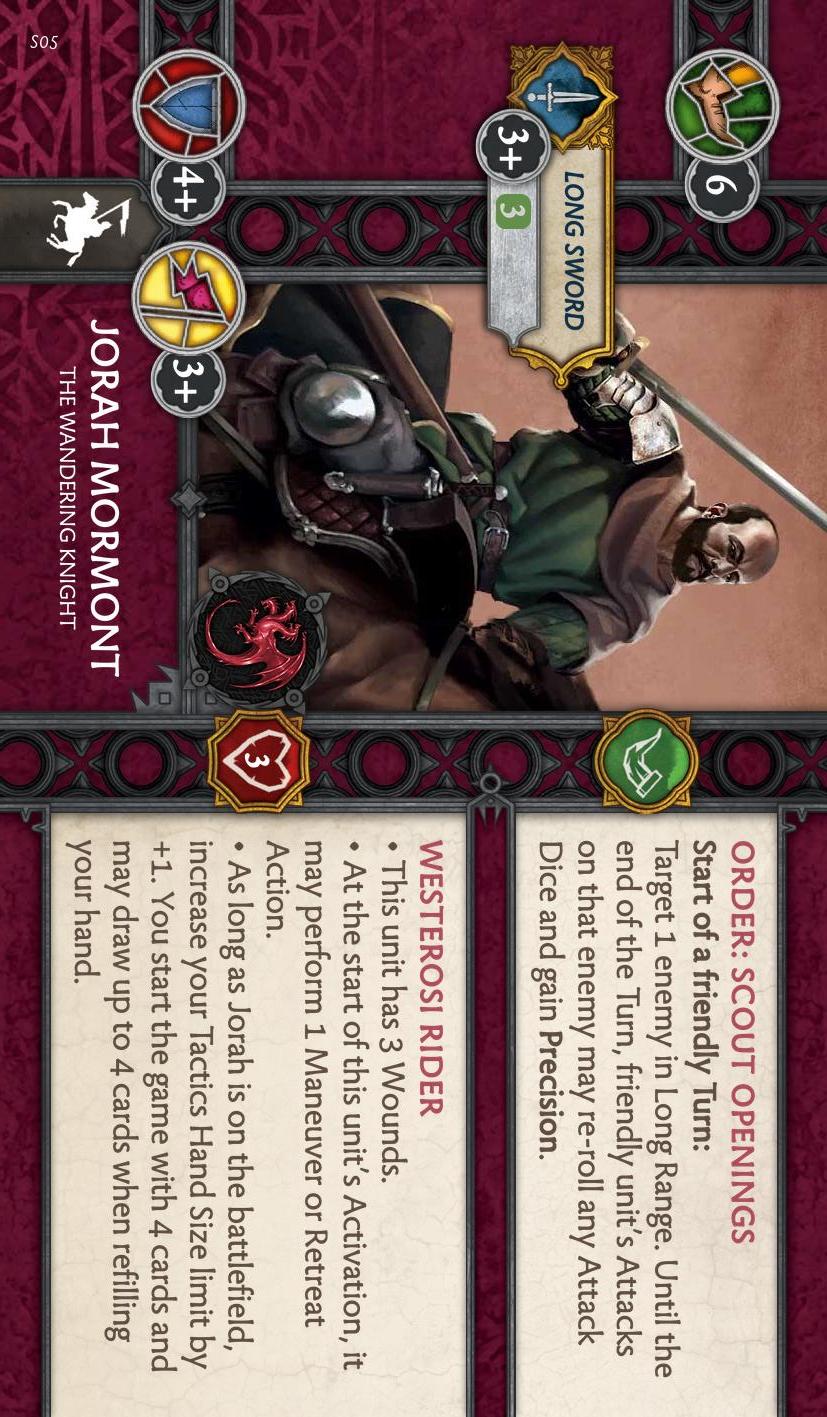 6
LONG SWORD
3+
3
4+
3+
JORAH MORMONT
THE WANDERING KNIGHT
S05
ORDER: SCOUT OPENINGS
Start of a friendly Turn:
Target 1 enemy in Long Range. Until the
end of the Turn, friendly unit's Attacks
on that enemy may re-roll any Attack
Dice and gain Precision.
3
WESTEROSI RIDER
• This unit has 3 Wounds.
• At the start of this unit's Activation, it
may perform 1 Maneuver or Retreat
Action.
• As long as Jorah is on the battlefield,
increase your Tactics Hand Size limit by
+1. You start the game with 4 cards and
may draw up to 4 cards when refilling
your hand.